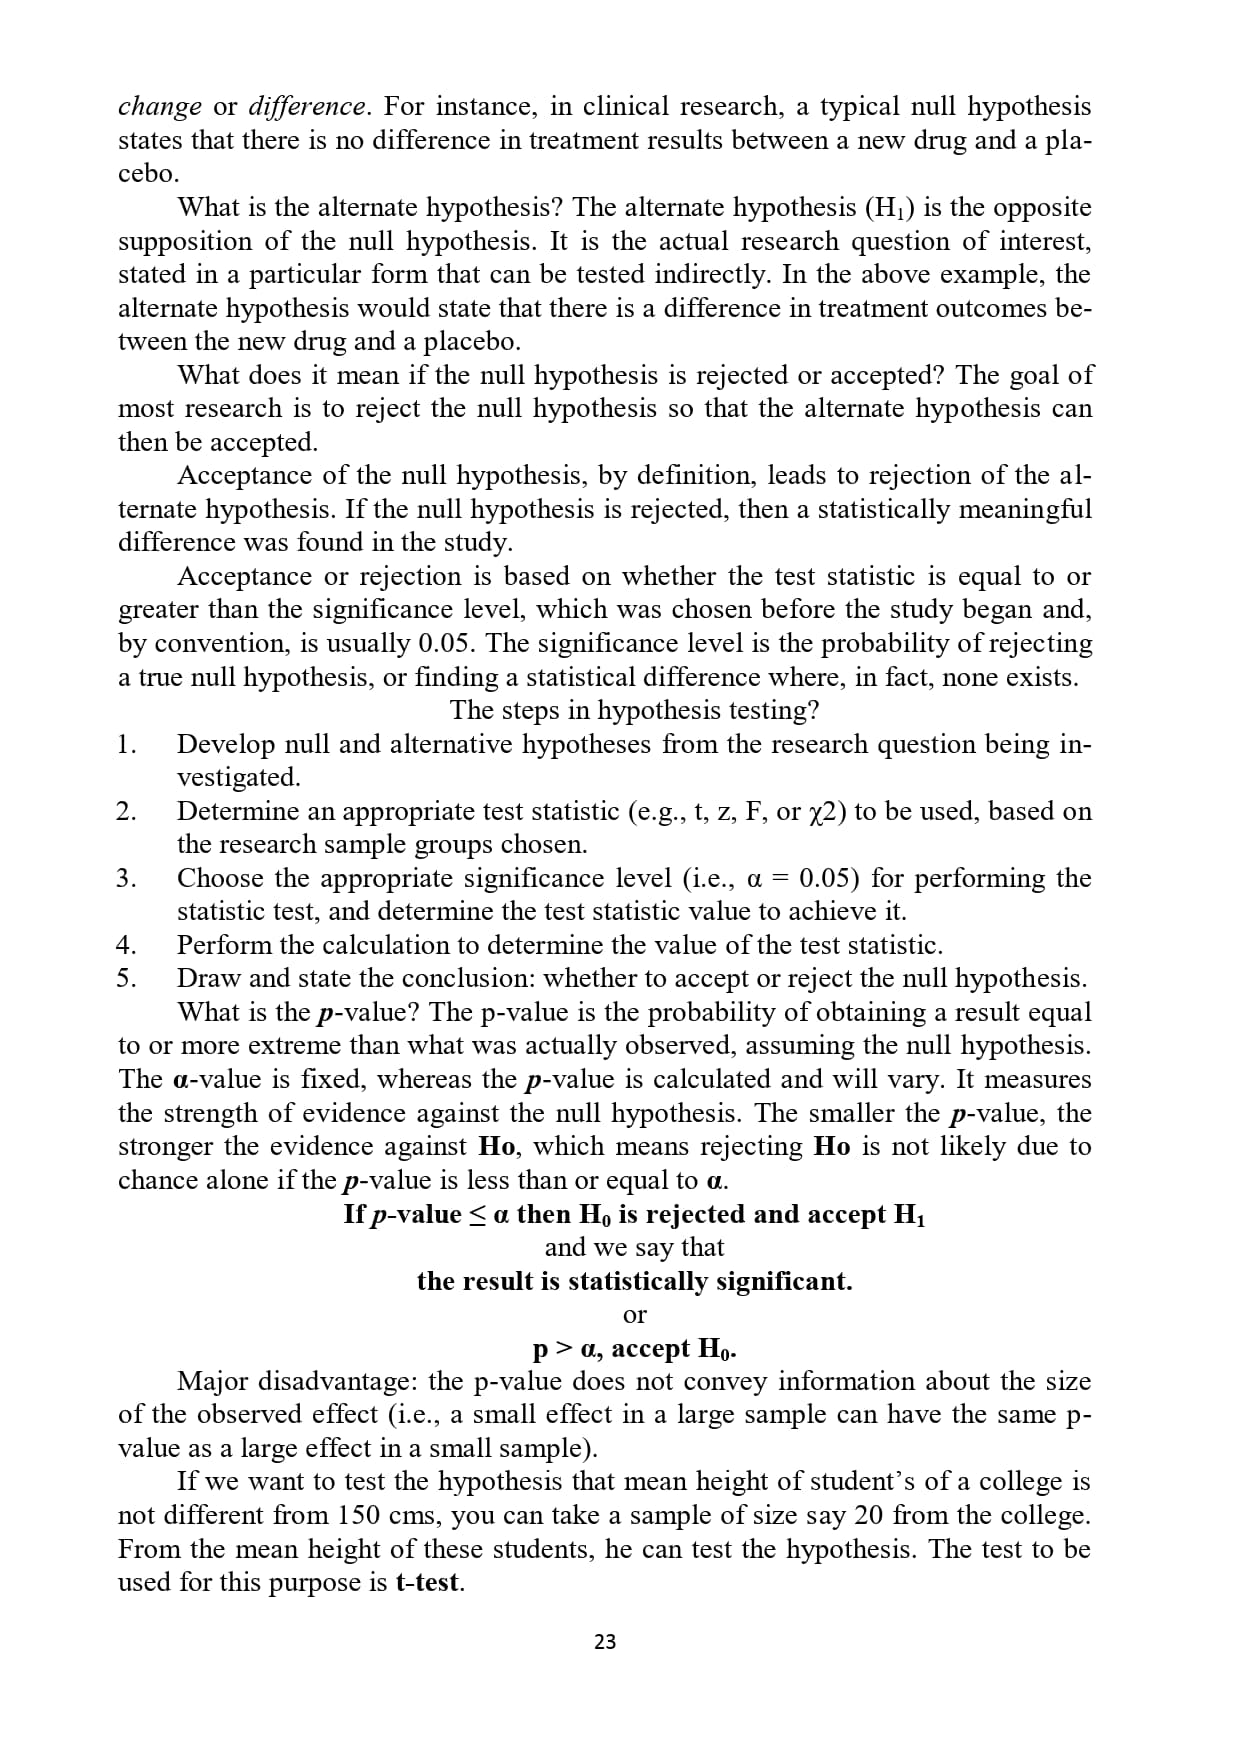 change or difference. For instance, in clinical research, a typical null hypothesis
states that there is no difference in treatment results between a new drug and a pla-
cebo.
What is the alternate hypothesis? The alternate hypothesis (H₁) is the opposite
supposition of the null hypothesis. It is the actual research question of interest,
stated in a particular form that can be tested indirectly. In the above example, the
alternate hypothesis would state that there is a difference in treatment outcomes be-
tween the new drug and a placebo.
What does it mean if the null hypothesis is rejected or accepted? The goal of
most research is to reject the null hypothesis so that the alternate hypothesis can
then be accepted.
Acceptance of the null hypothesis, by definition, leads to rejection of the al-
ternate hypothesis. If the null hypothesis is rejected, then a statistically meaningful
difference was found in the study.
Acceptance or rejection is based on whether the test statistic is equal to or
greater than the significance level, which was chosen before the study began and,
by convention, is usually 0.05. The significance level is the probability of rejecting
a true null hypothesis, or finding a statistical difference where, in fact, none exists.
The steps in hypothesis testing?
1. Develop null and alternative hypotheses from the research question being in-
vestigated.
2. Determine an appropriate test statistic (e.g., t, z, F, or χ2) to be used, based on
the research sample groups chosen.
3. Choose the appropriate significance level (i.e., α = 0.05) for performing the
statistic test, and determine the test statistic value to achieve it.
4. Perform the calculation to determine the value of the test statistic.
5. Draw and state the conclusion: whether to accept or reject the null hypothesis.
What is the p-value? The p-value is the probability of obtaining a result equal
to or more extreme than what was actually observed, assuming the null hypothesis.
The α-value is fixed, whereas the p-value is calculated and will vary. It measures
the strength of evidence against the null hypothesis. The smaller the p-value, the
stronger the evidence against Ho, which means rejecting Ho is not likely due to
chance alone if the p-value is less than or equal to α.
If p-value ≤ α then H₀ is rejected and accept H₁
and we say that
the result is statistically significant.
or
p > α, accept H₀.
Major disadvantage: the p-value does not convey information about the size
of the observed effect (i.e., a small effect in a large sample can have the same p-
value as a large effect in a small sample).
If we want to test the hypothesis that mean height of student’s of a college is
not different from 150 cms, you can take a sample of size say 20 from the college.
From the mean height of these students, he can test the hypothesis. The test to be
used for this purpose is t-test.
23